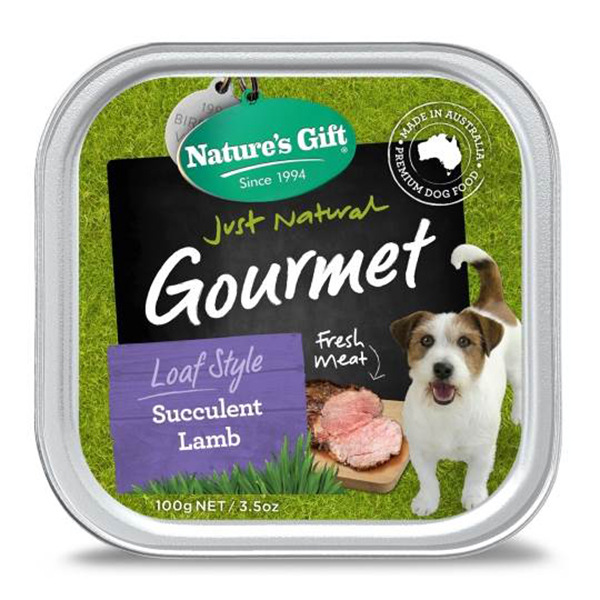 Nature's Gift®
Since 1994
MADE IN AUSTRALIA
PREMIUM DOG FOOD
Just Natural
Gourmet
Fresh
Meat
Loaf Style
Succulent
Lamb
100g NET / 3.5oz